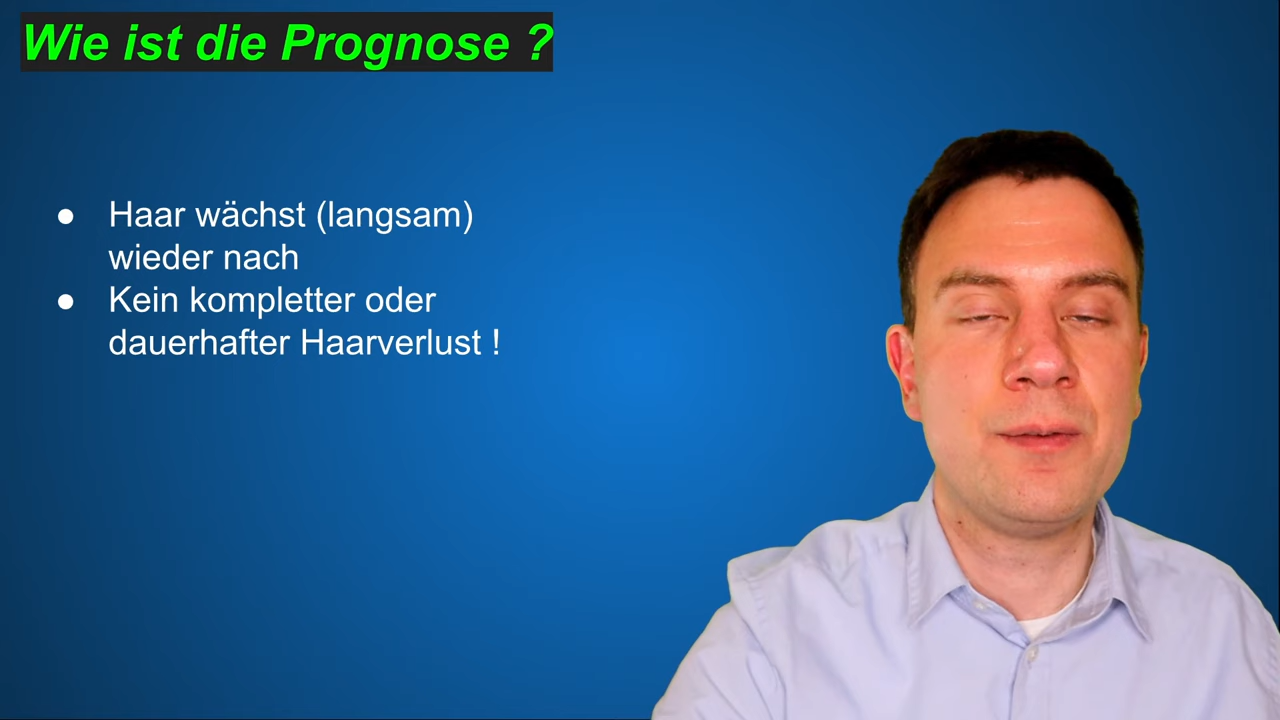 Wie ist die Prognose ?
● Haar wächst (langsam)
wieder nach
● Kein kompletter oder
dauerhafter Haarverlust !